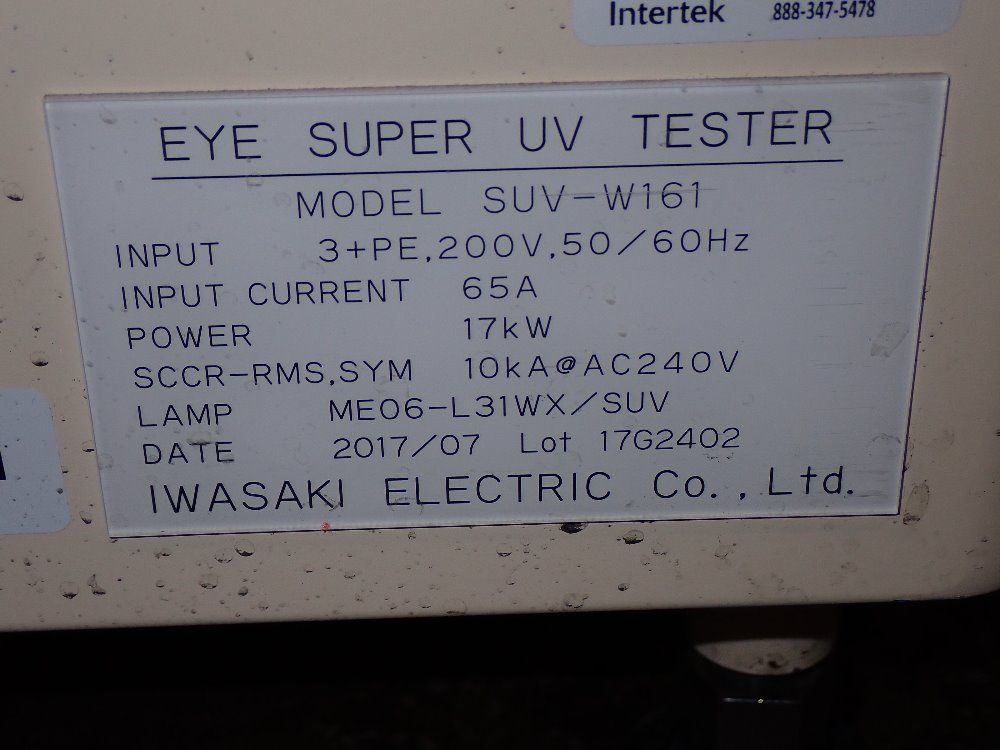 Intertek 888-347-5478
EYE SUPER UV TESTER
MODEL SUV-W161
INPUT 3+PE,200V,50/60Hz
INPUT CURRENT 65A
POWER 17kW
SCCR-RMS,SYM 10kA@AC240V
LAMP ME06-L31WX/SUV
DATE 2017/07 Lot 17G2402
IWASAKI ELECTRIC Co.,Ltd.